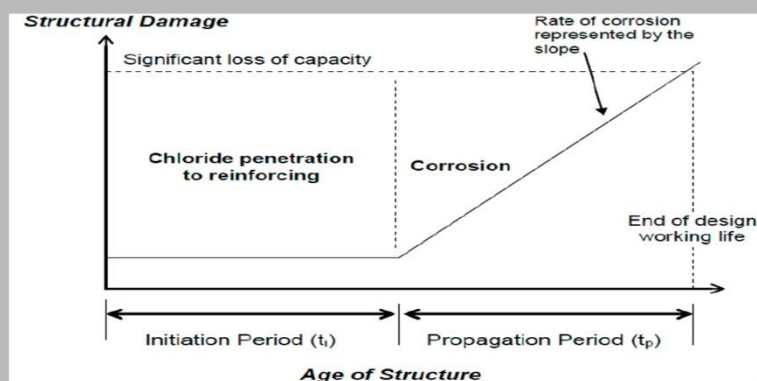 Structural Damage
Rate of corrosion
represented by the
slope
Significant loss of capacity
Chloride penetration
to reinforcing
Corrosion
End of design
working life
Initiation Period (tᵢ)
Propagation Period (tₚ)
Age of Structure